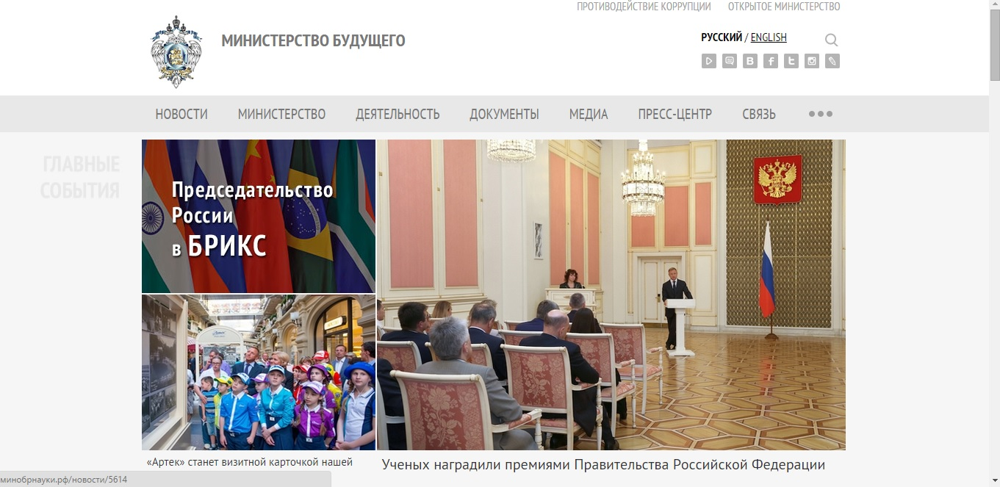 ПРОТИВОДЕЙСТВИЕ КОРРУПЦИИ ОТКРЫТОЕ МИНИСТЕРСТВО
МИНИСТЕРСТВО БУДУЩЕГО
РУССКИЙ / ENGLISH
НОВОСТИ МИНИСТЕРСТВО ДЕЯТЕЛЬНОСТЬ ДОКУМЕНТЫ МЕДИА ПРЕСС-ЦЕНТР СВЯЗЬ
ГЛАВНЫЕ
СОБЫТИЯ
Председательство
России
в БРИКС
«Артек» станет визитной карточкой нашей
Ученых наградили премиями Правительства Российской Федерации
минобрнауки.рф/новости/5614